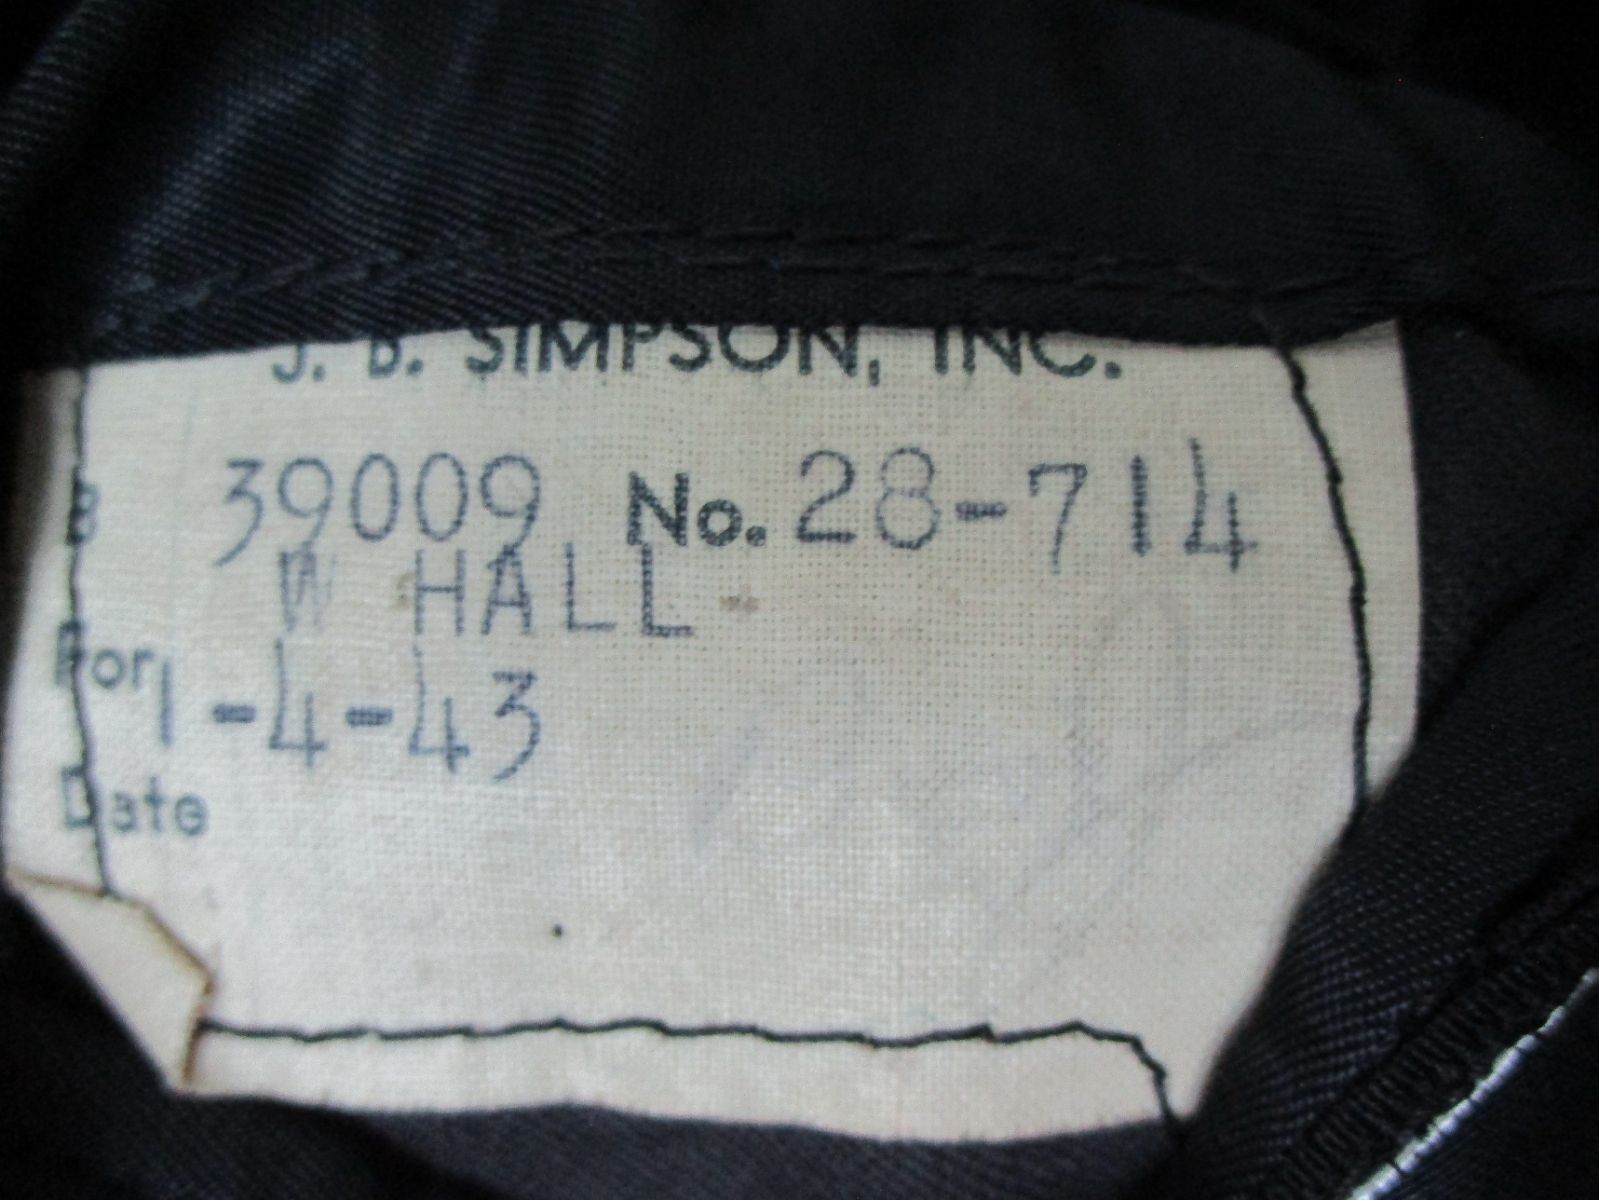 J. B. SIMPSON, INC.
B 39009 No. 28-714
W HALL
For
1-4-43
Date